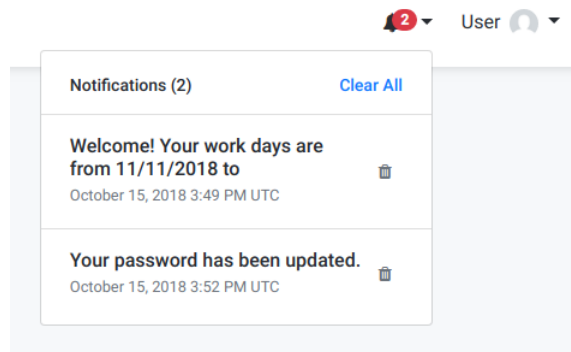 2
User
Notifications (2)
Clear All
Welcome! Your work days are
from 11/11/2018 to
October 15, 2018 3:49 PM UTC
Your password has been updated.
October 15, 2018 3:52 PM UTC